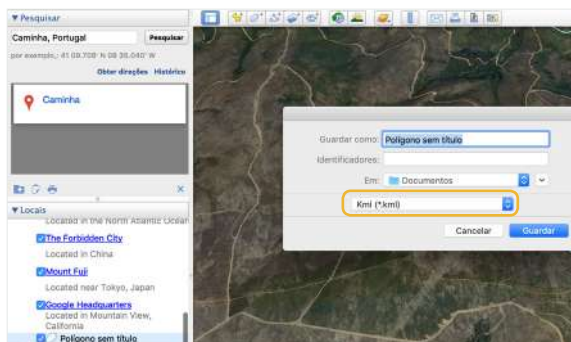 ▼ Pesquisar
Caminha, Portugal
Pesquisar
por exemplo,: 41 09.708' N 08 35.040' W
Obter direções Histórico
Caminha
▼ Locais
Located in the North Atlantic Ocean
The Forbidden City
Located in China
Mount Fuji
Located near Tokyo, Japan
Google Headquarters
Located in Mountain View,
California
Polígono sem título
Guardar como: Polígono sem título
Identificadores:
Em: Documentos
Kml (*.kml)
Cancelar Guardar